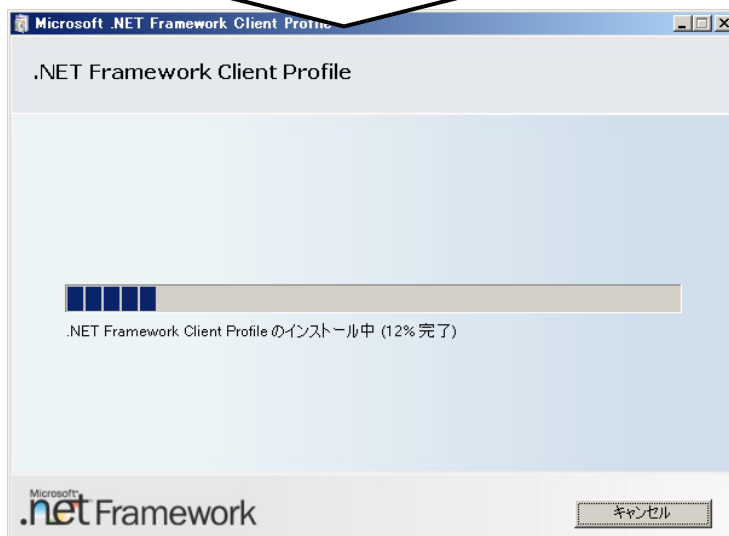 Microsoft .NET Framework Client Profile
.NET Framework Client Profile
.NET Framework Client Profile のインストール中 (12% 完了)
Microsoft
.net Framework
キャンセル